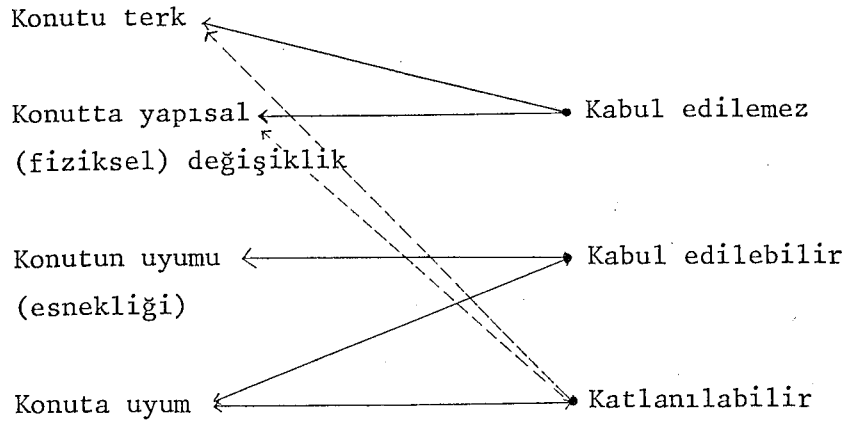 Konutu terk
Konutta yapısal
(fiziksel) değişiklik
Kabul edilemez
Konutun uyumu
(esnekliği)
Kabul edilebilir
Konuta uyum
Katlanılabilir